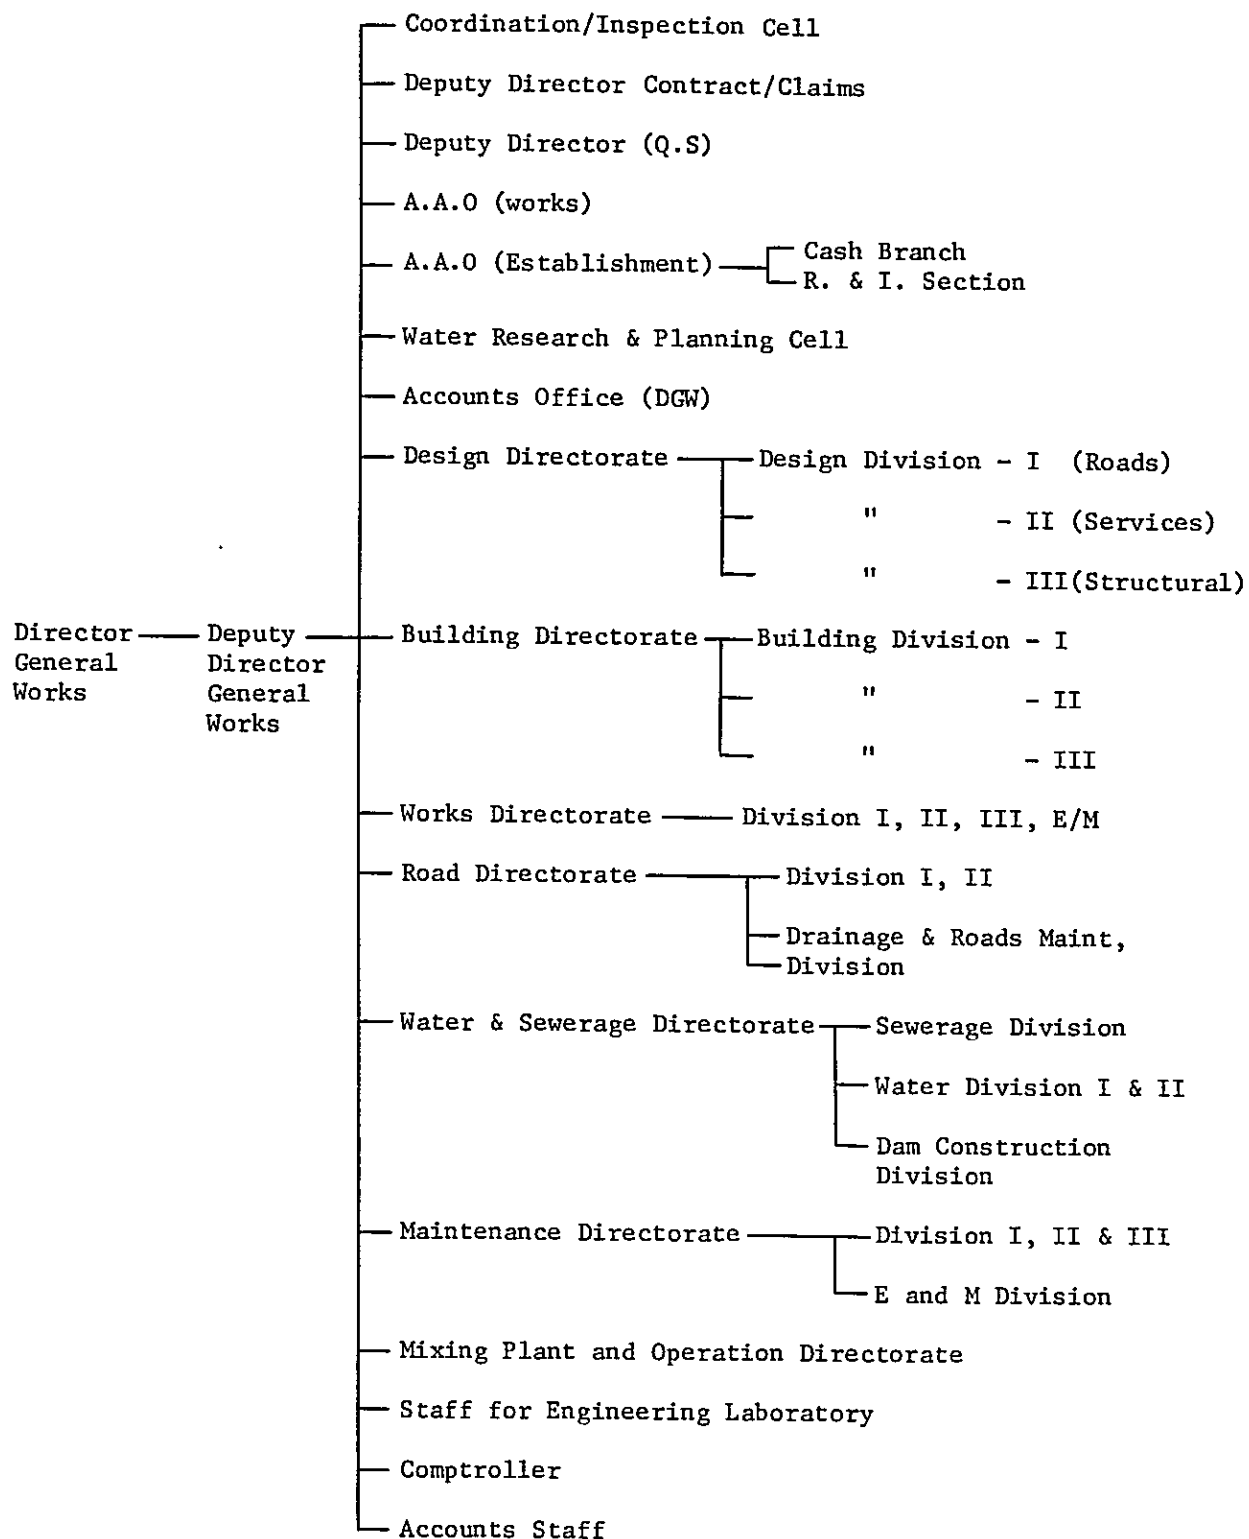 Coordination/Inspection Cell
Deputy Director Contract/Claims
Deputy Director (Q.S)
A.A.O (works)
A.A.O (Establishment)
Cash Branch
R. & I. Section
Water Research & Planning Cell
Accounts Office (DGW)
Design Directorate
Design Division - I (Roads)
" - II (Services)
" - III(Structural)
Director
General
Works
Deputy
Director
General
Works
Building Directorate
Building Division - I
" - II
" - III
Works Directorate
Division I, II, III, E/M
Road Directorate
Division I, II
Drainage & Roads Maint,
Division
Water & Sewerage Directorate
Sewerage Division
Water Division I & II
Dam Construction
Division
Maintenance Directorate
Division I, II & III
E and M Division
Mixing Plant and Operation Directorate
Staff for Engineering Laboratory
Comptroller
Accounts Staff